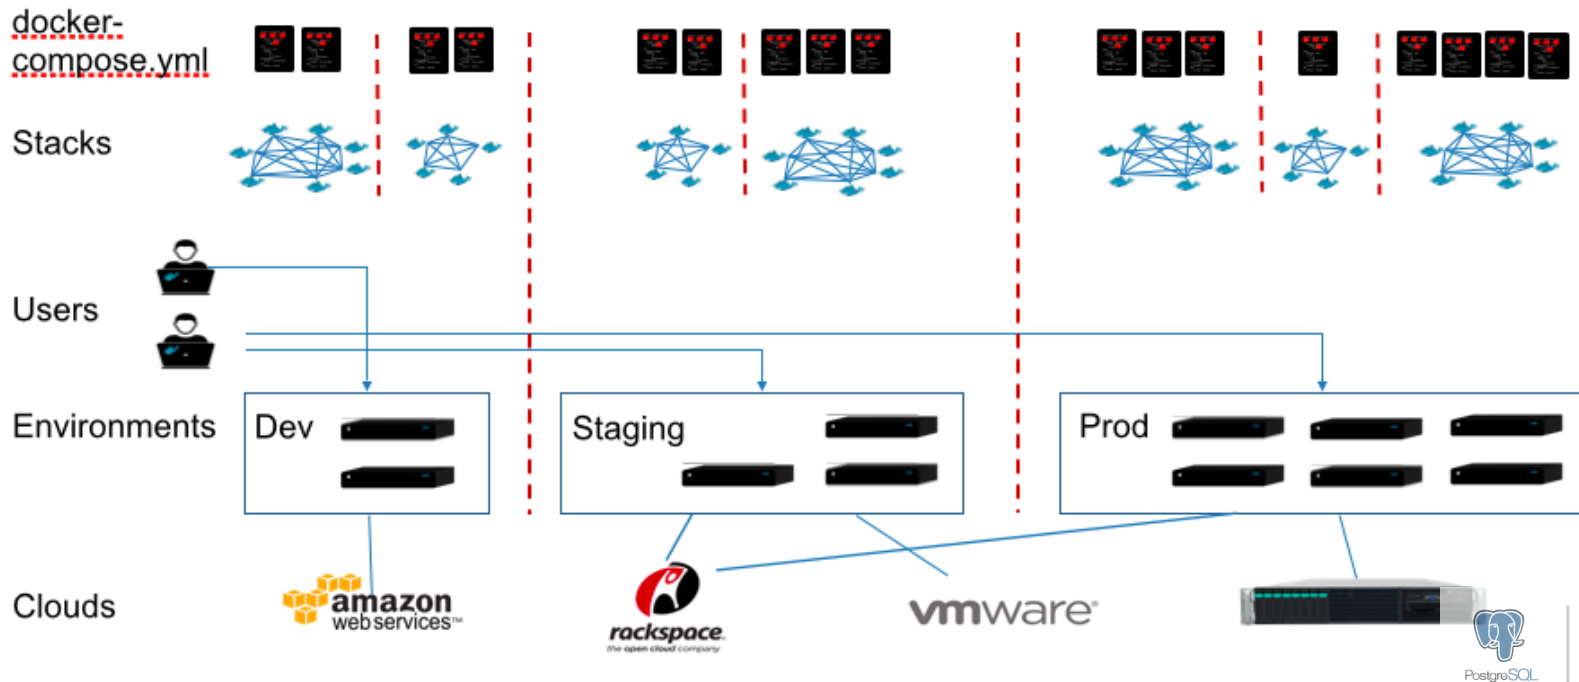 docker-
compose.yml
Stacks
Users
Environments
Dev
Staging
Prod
Clouds
amazon
web services™
rackspace.
the open cloud company
vmware®
PostgreSQL